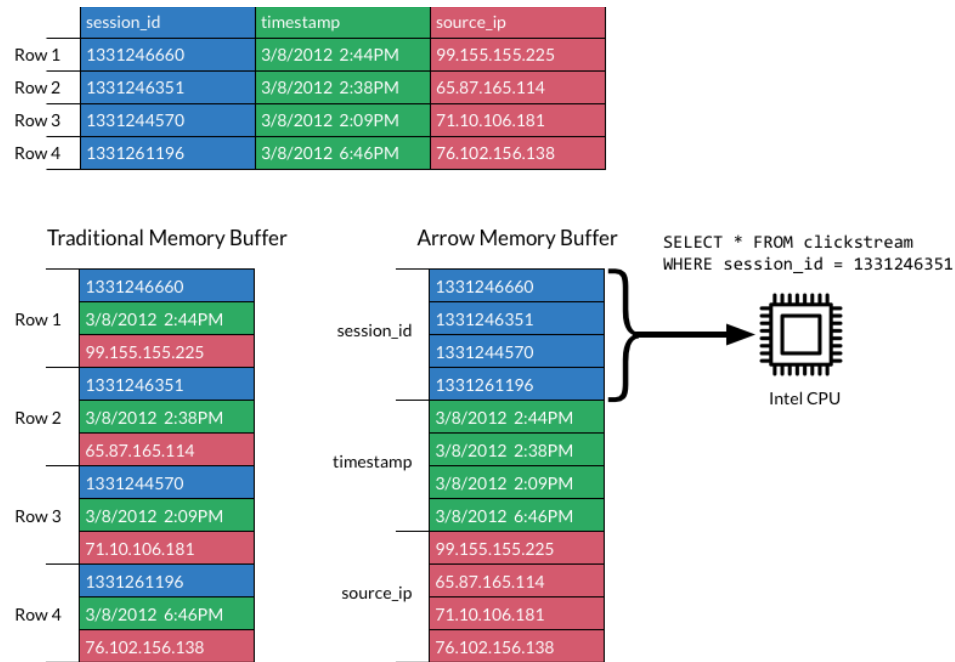 session_id timestamp source_ip
Row 1 1331246660 3/8/2012 2:44PM 99.155.155.225
Row 2 1331246351 3/8/2012 2:38PM 65.87.165.114
Row 3 1331244570 3/8/2012 2:09PM 71.10.106.181
Row 4 1331261196 3/8/2012 6:46PM 76.102.156.138
Traditional Memory Buffer
1331246660
Row 1 3/8/2012 2:44PM
99.155.155.225
1331246351
Row 2 3/8/2012 2:38PM
65.87.165.114
1331244570
Row 3 3/8/2012 2:09PM
71.10.106.181
1331261196
Row 4 3/8/2012 6:46PM
76.102.156.138
Arrow Memory Buffer
session_id
1331246660
1331246351
1331244570
1331261196
timestamp
3/8/2012 2:44PM
3/8/2012 2:38PM
3/8/2012 2:09PM
3/8/2012 6:46PM
source_ip
99.155.155.225
65.87.165.114
71.10.106.181
76.102.156.138
SELECT * FROM clickstream
WHERE session_id = 1331246351
Intel CPU